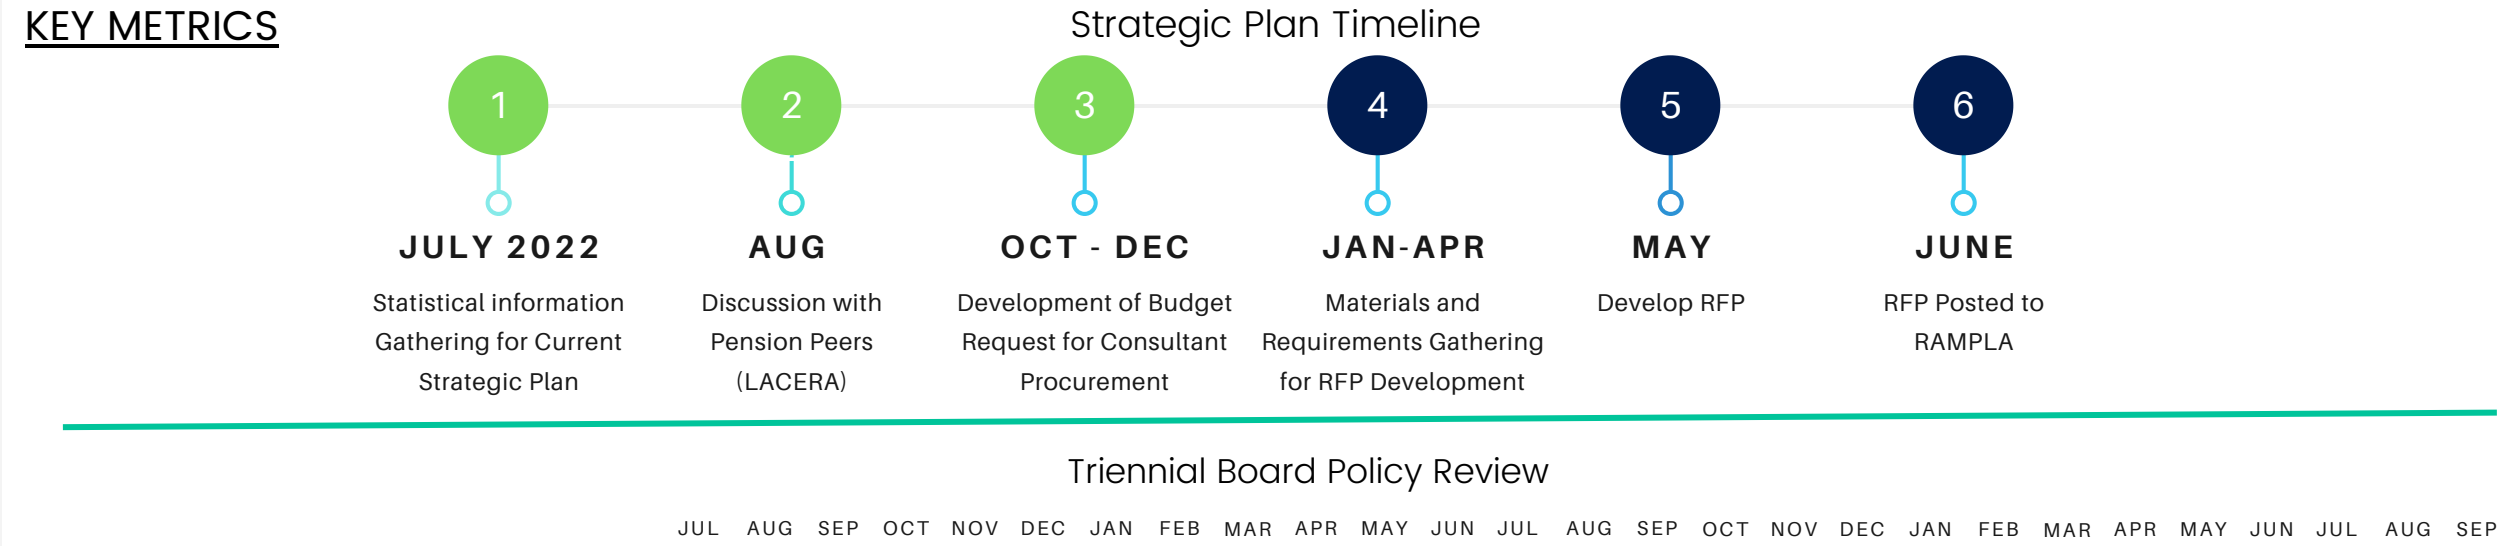 KEY METRICS
Strategic Plan Timeline
1 2 3 4 5 6
JULY 2022
Statistical information
Gathering for Current
Strategic Plan
AUG
Discussion with
Pension Peers
(LACERA)
OCT - DEC
Development of Budget
Request for Consultant
Procurement
JAN-APR
Materials and
Requirements Gathering
for RFP Development
MAY
Develop RFP
JUNE
RFP Posted to
RAMPLA
Triennial Board Policy Review
JUL AUG SEP OCT NOV DEC JAN FEB MAR APR MAY JUN JUL AUG SEP OCT NOV DEC JAN FEB MAR APR MAY JUN JUL AUG SEP